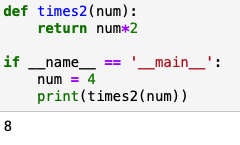 def times2(num):
    return num*2

if __name__ == '__main__':
    num = 4
    print(times2(num))
8